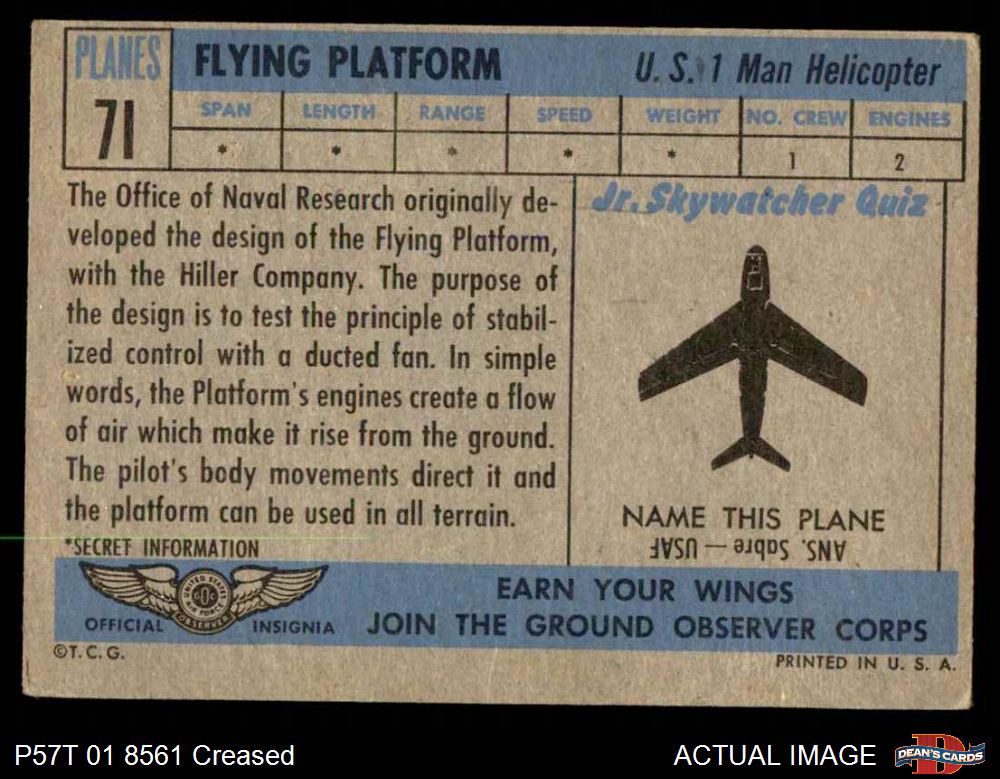 PLANES
71
FLYING PLATFORM
U. S. 1 Man Helicopter
SPAN LENGTH RANGE SPEED WEIGHT NO. CREW ENGINES
* * * * * 1 2
The Office of Naval Research originally de-
veloped the design of the Flying Platform,
with the Hiller Company. The purpose of
the design is to test the principle of stabil-
ized control with a ducted fan. In simple
words, the Platform's engines create a flow
of air which make it rise from the ground.
The pilot's body movements direct it and
the platform can be used in all terrain.
*SECRET INFORMATION
Jr. Skywatcher Quiz
NAME THIS PLANE
ANS. Sabre — USAF
UNITED STATES
GOC
AIR FORCE
OBSERVER
OFFICIAL INSIGNIA
EARN YOUR WINGS
JOIN THE GROUND OBSERVER CORPS
©T. C. G.
PRINTED IN U. S. A.
P57T 01 8561 Creased
ACTUAL IMAGE
DEAN'S CARDS